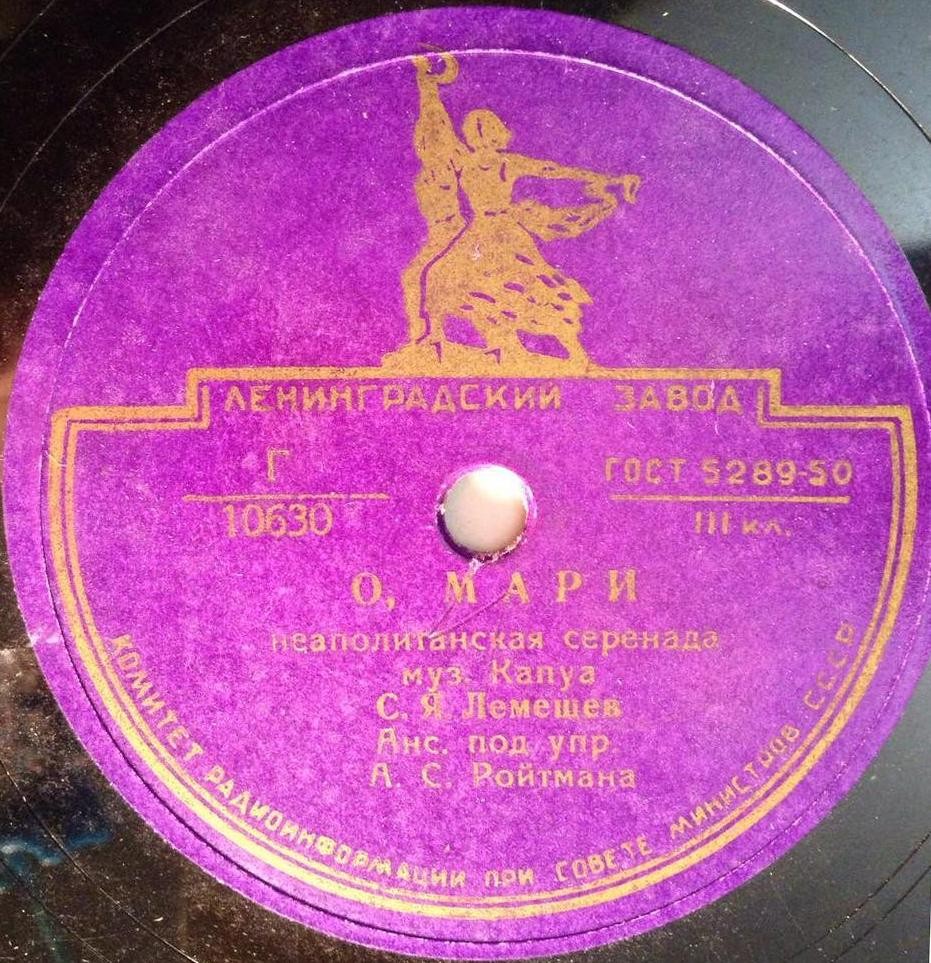 ЛЕНИНГРАДСКИЙ ЗАВОД
Г
10630
ГОСТ 5289-50
III кл.
О, МАРИ
неаполитанская серенада
муз. Капуа
С. Я. Лемешев
Анс. под упр.
А. С. Ройтмана
КОМИТЕТ РАДИОИНФОРМАЦИИ ПРИ СОВЕТЕ МИНИСТРОВ СССР